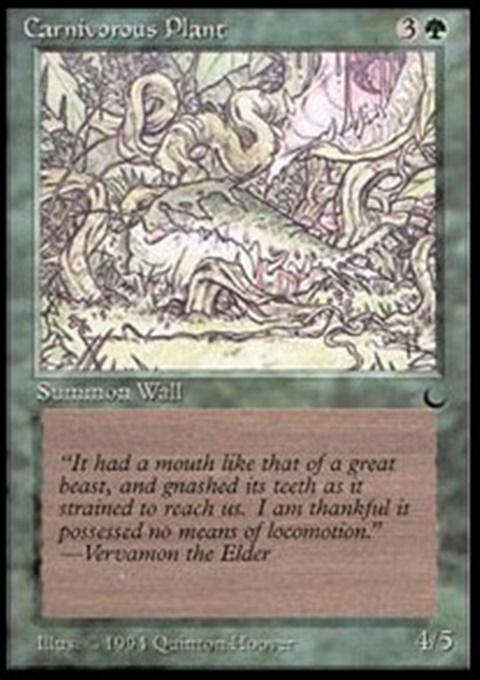 Carnivorous Plant 3
Summon Wall
"It had a mouth like that of a great
beast, and gnashed its teeth as it
strained to reach us. I am thankful it
possessed no means of locomotion."
—Vervamon the Elder
Illus. © 1994 Quinton Hoover
4/5